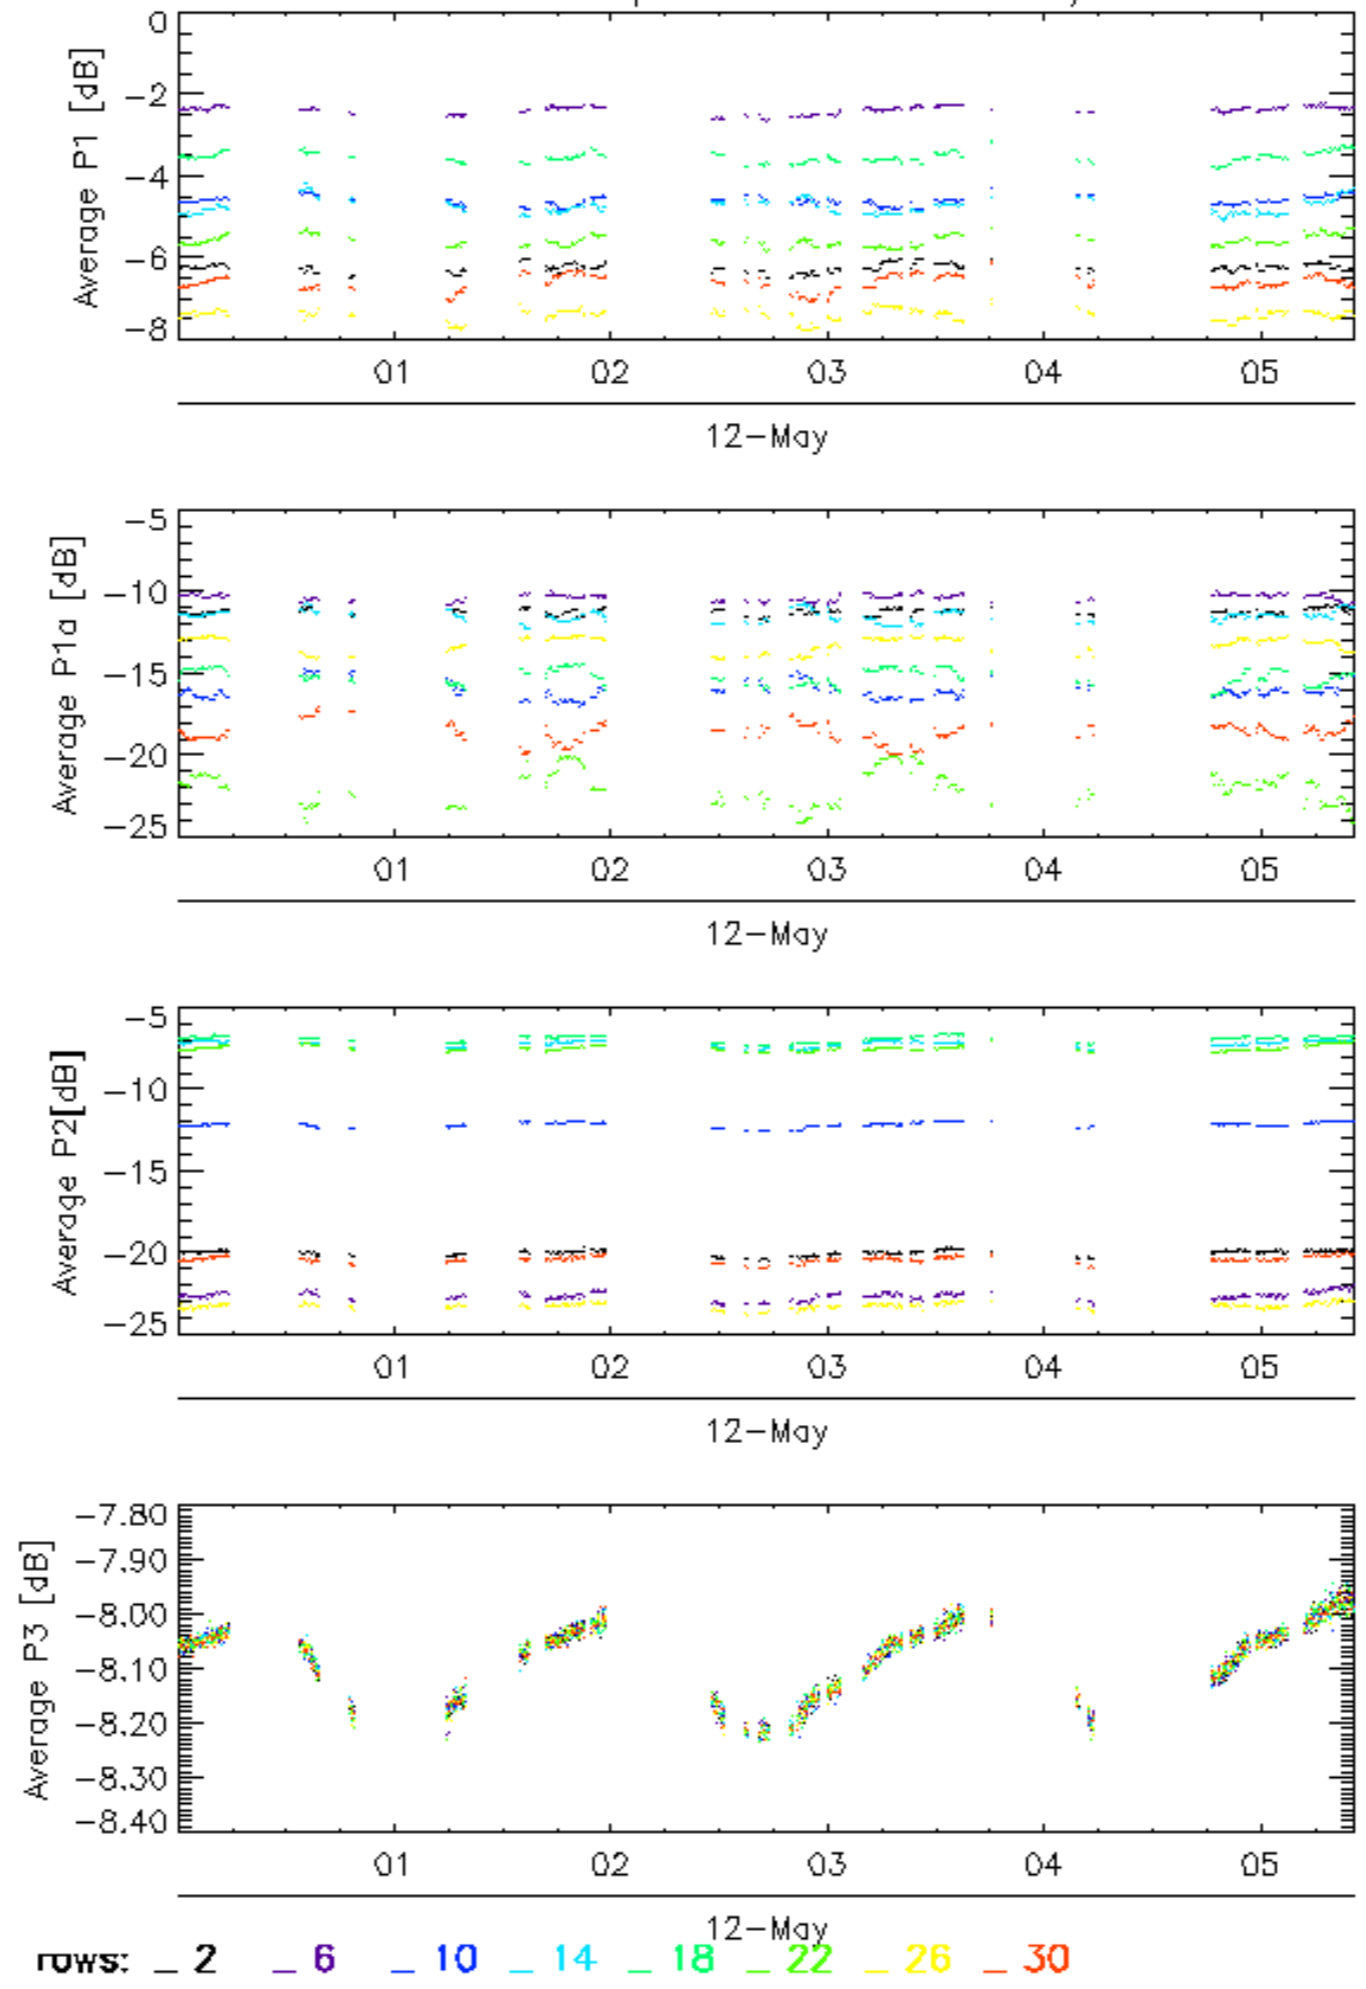 Average P1 [dB]
0
−2
−4
−6
−8
01 02 03 04 05
12−May
Average P1a [dB]
−5
−10
−15
−20
−25
01 02 03 04 05
12−May
Average P2[dB]
−5
−10
−15
−20
−25
01 02 03 04 05
12−May
Average P3 [dB]
−7.80
−7.90
−8.00
−8.10
−8.20
−8.30
−8.40
01 02 03 04 05
12−May
rows: _ 2 _ 6 _ 10 _ 14 _ 18 _ 22 _ 26 _ 30